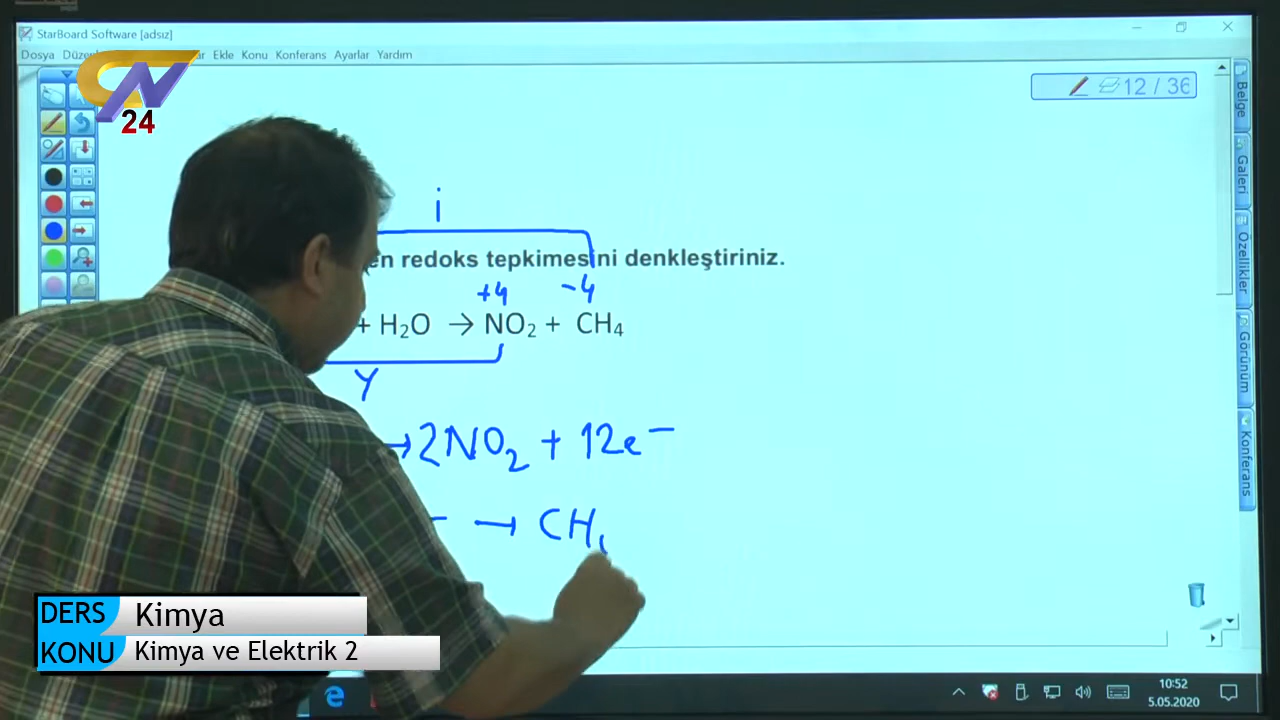 StarBoard Software [adsız]
Dosya Ekle Konu Konferans Ayarlar Yardım
12 / 36
Belge
Galeri
Özellikler
Görünüm
Konferans
N
24
i
redoks tepkimesini denkleştiriniz.
+4 -4
+ H₂O → NO₂ + CH₄
Y
→ 2NO₂ + 12e⁻
⁻ → CH
DERS Kimya
KONU Kimya ve Elektrik 2
10:52
5.05.2020